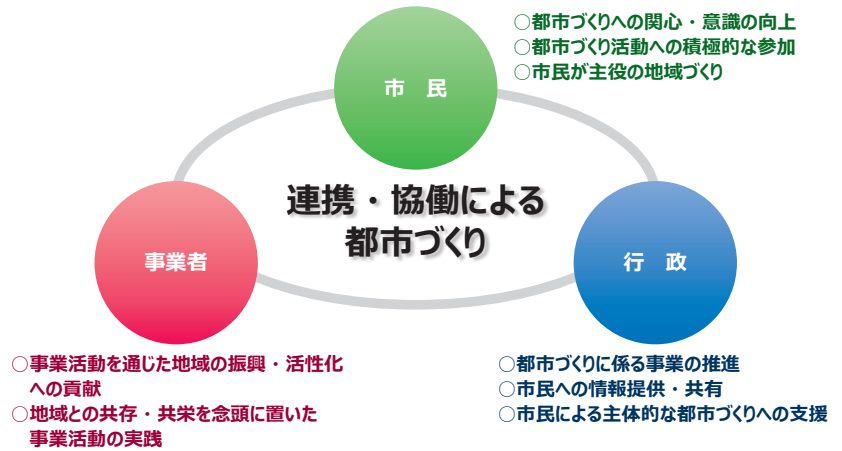 ○都市づくりへの関心・意識の向上
○都市づくり活動への積極的な参加
○市民が主役の地域づくり
市　民
連携・協働による
都市づくり
事業者
行　政
○事業活動を通じた地域の振興・活性化
への貢献
○地域との共存・共栄を念頭に置いた
事業活動の実践
○都市づくりに係る事業の推進
○市民への情報提供・共有
○市民による主体的な都市づくりへの支援